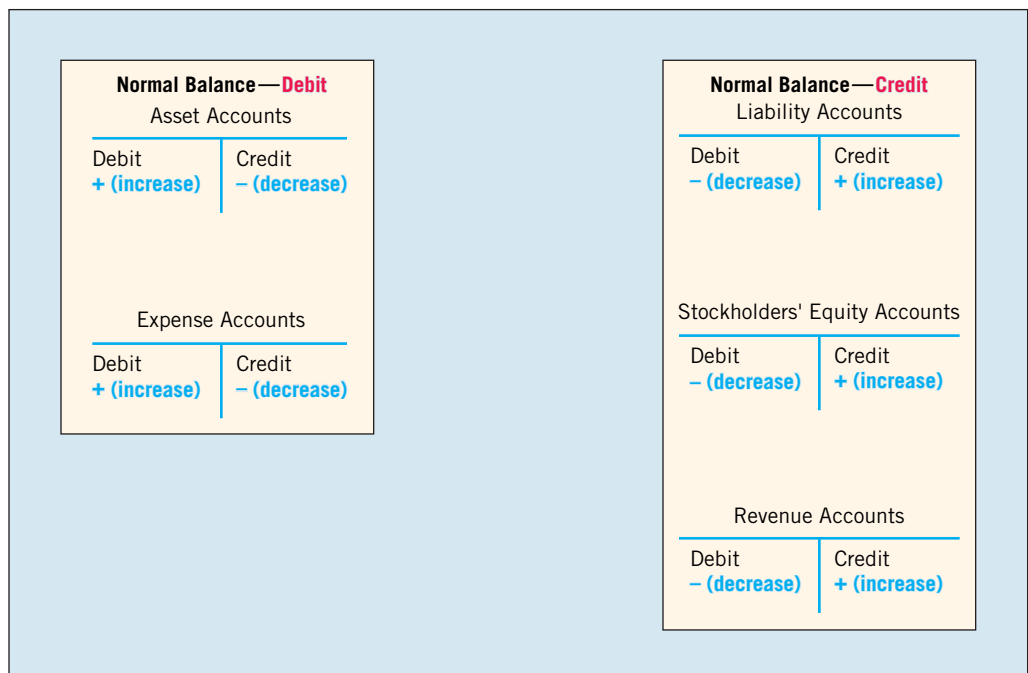 Normal Balance—Debit
Asset Accounts
Debit Credit
+ (increase) – (decrease)
Expense Accounts
Debit Credit
+ (increase) – (decrease)
Normal Balance—Credit
Liability Accounts
Debit Credit
– (decrease) + (increase)
Stockholders' Equity Accounts
Debit Credit
– (decrease) + (increase)
Revenue Accounts
Debit Credit
– (decrease) + (increase)